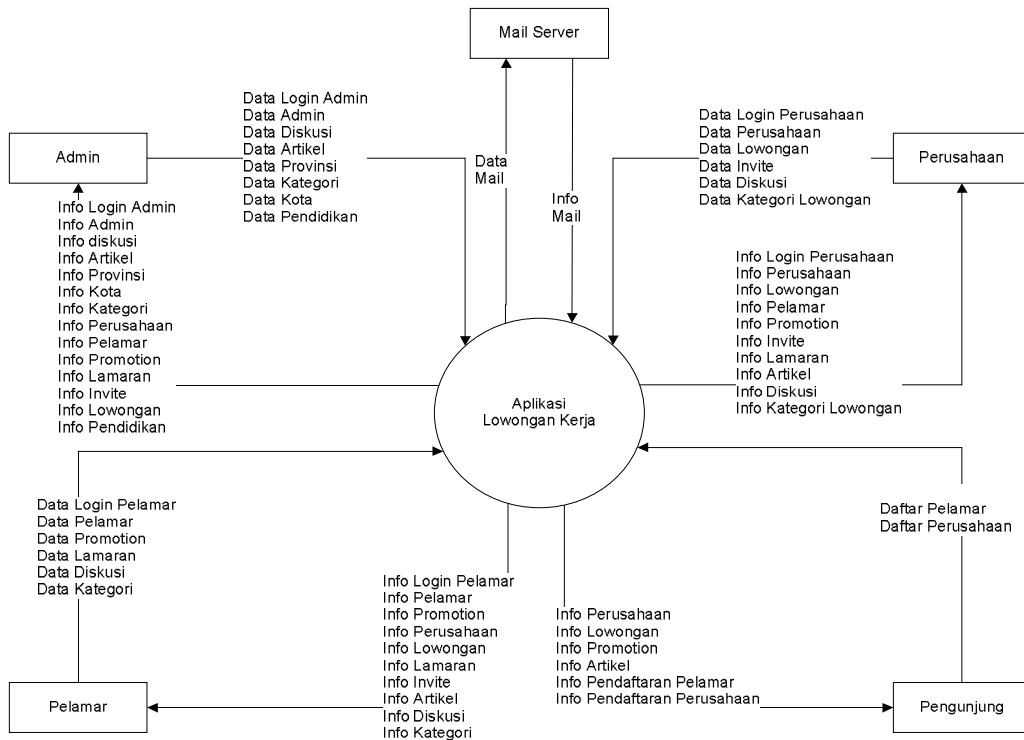 Mail Server
Data Login Admin
Data Admin
Data Diskusi
Data Artikel
Data Provinsi
Data Kategori
Data Kota
Data Pendidikan
Data Login Perusahaan
Data Perusahaan
Data Lowongan
Data Invite
Data Diskusi
Data Kategori Lowongan
Admin
Perusahaan
Data
Mail
Info
Mail
Info Login Admin
Info Admin
Info diskusi
Info Artikel
Info Provinsi
Info Kota
Info Kategori
Info Perusahaan
Info Pelamar
Info Promotion
Info Lamaran
Info Invite
Info Lowongan
Info Pendidikan
Info Login Perusahaan
Info Perusahaan
Info Lowongan
Info Pelamar
Info Promotion
Info Invite
Info Lamaran
Info Artikel
Info Diskusi
Info Kategori Lowongan
Aplikasi
Lowongan Kerja
Data Login Pelamar
Data Pelamar
Data Promotion
Data Lamaran
Data Diskusi
Data Kategori
Daftar Pelamar
Daftar Perusahaan
Info Login Pelamar
Info Pelamar
Info Promotion
Info Perusahaan
Info Lowongan
Info Lamaran
Info Invite
Info Artikel
Info Diskusi
Info Kategori
Info Perusahaan
Info Lowongan
Info Promotion
Info Artikel
Info Pendaftaran Pelamar
Info Pendaftaran Perusahaan
Pelamar
Pengunjung